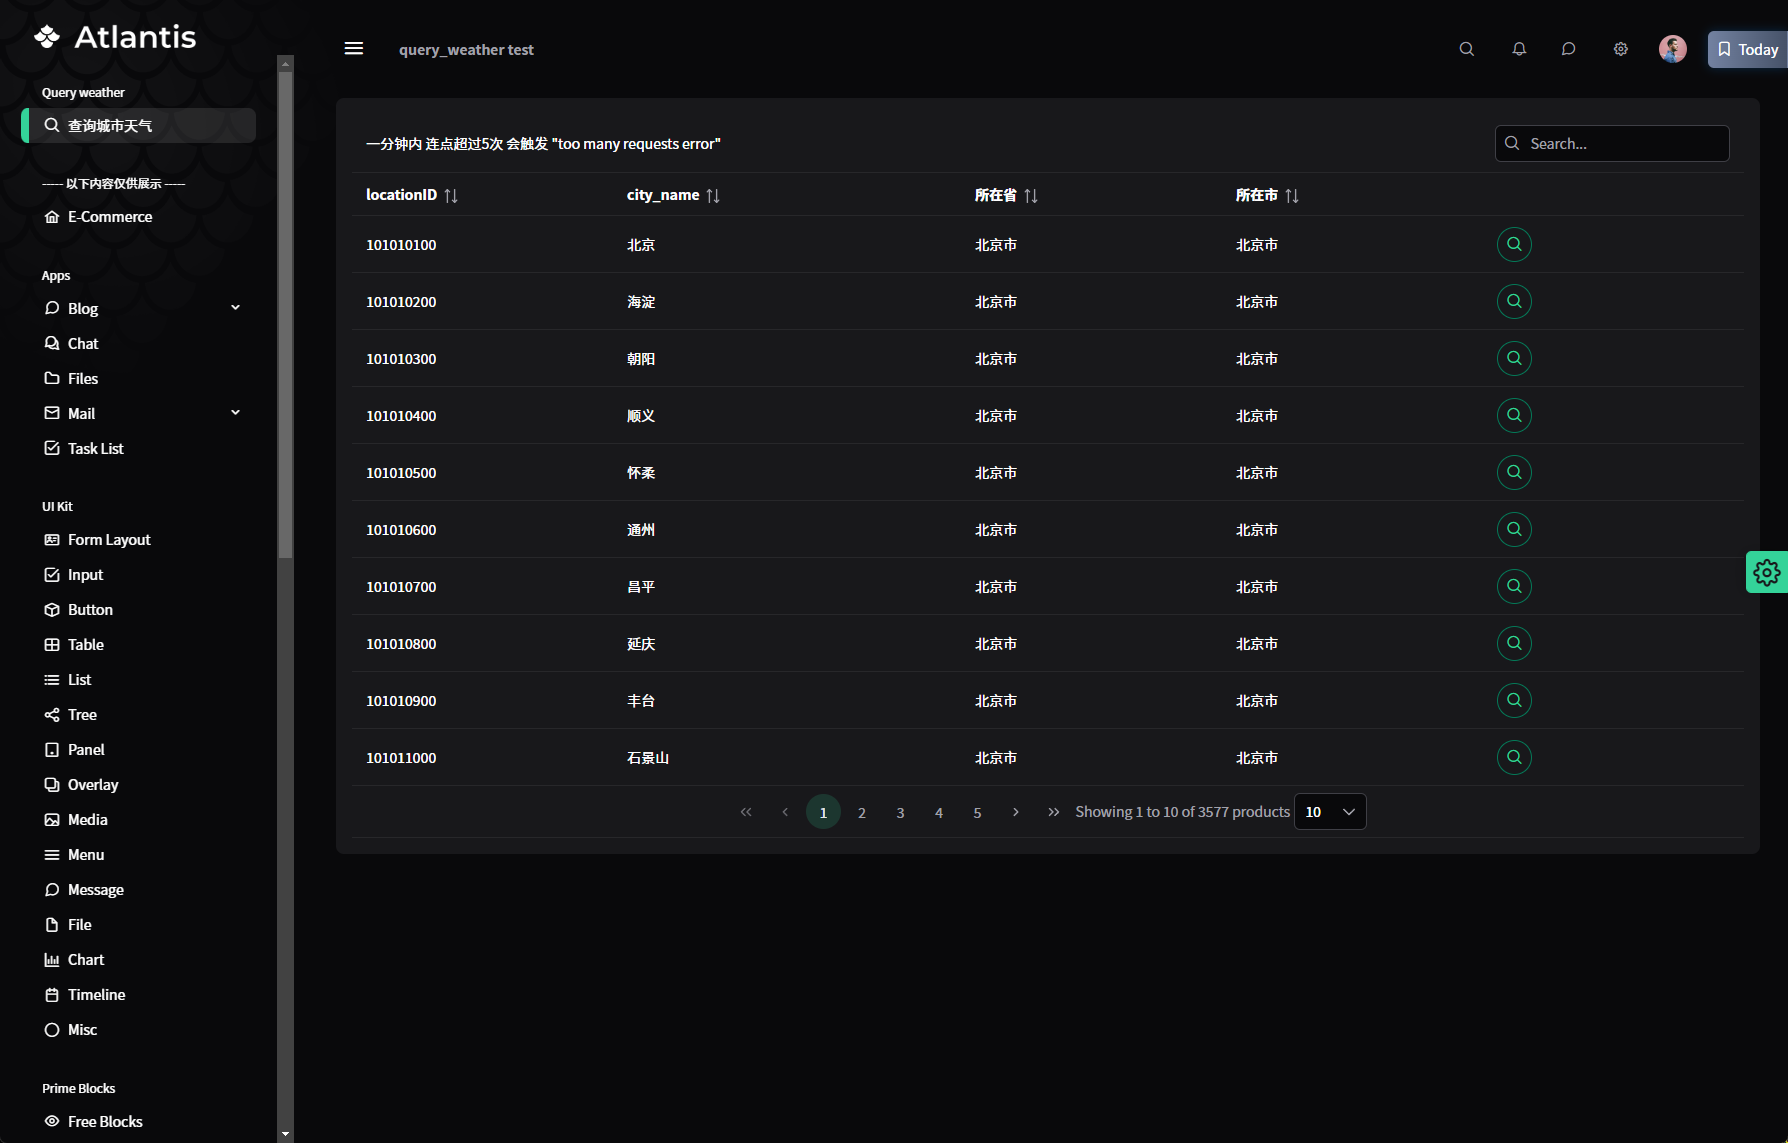 Atlantis
Query weather
查询城市天气
----- 以下内容仅供展示 -----
E-Commerce
Apps
Blog
Chat
Files
Mail
Task List
UI Kit
Form Layout
Input
Button
Table
List
Tree
Panel
Overlay
Media
Menu
Message
File
Chart
Timeline
Misc
Prime Blocks
Free Blocks
query_weather test
Today
一分钟内 连点超过5次 会触发 "too many requests error"
Search...
locationID city_name 所在省 所在市
101010100 北京 北京市 北京市
101010200 海淀 北京市 北京市
101010300 朝阳 北京市 北京市
101010400 顺义 北京市 北京市
101010500 怀柔 北京市 北京市
101010600 通州 北京市 北京市
101010700 昌平 北京市 北京市
101010800 延庆 北京市 北京市
101010900 丰台 北京市 北京市
101011000 石景山 北京市 北京市
1 2 3 4 5 Showing 1 to 10 of 3577 products 10